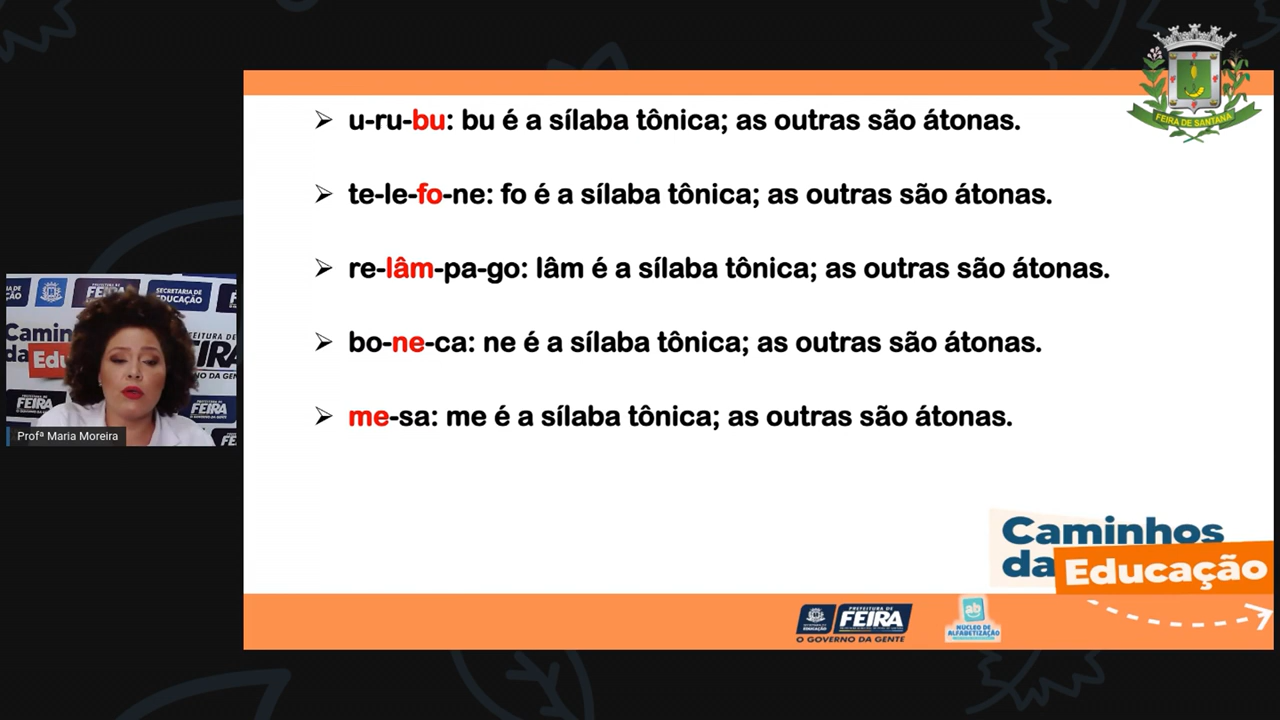 u-ru-bu: bu é a sílaba tônica; as outras são átonas.
te-le-fo-ne: fo é a sílaba tônica; as outras são átonas.
re-lâm-pa-go: lâm é a sílaba tônica; as outras são átonas.
bo-ne-ca: ne é a sílaba tônica; as outras são átonas.
me-sa: me é a sílaba tônica; as outras são átonas.
FEIRA DE SANTANA
SECRETARIA DE
EDUCAÇÃO
Profª Maria Moreira
Caminhos
da Educação
PREFEITURA DE
FEIRA
O GOVERNO DA GENTE
NÚCLEO DE
ALFABETIZAÇÃO